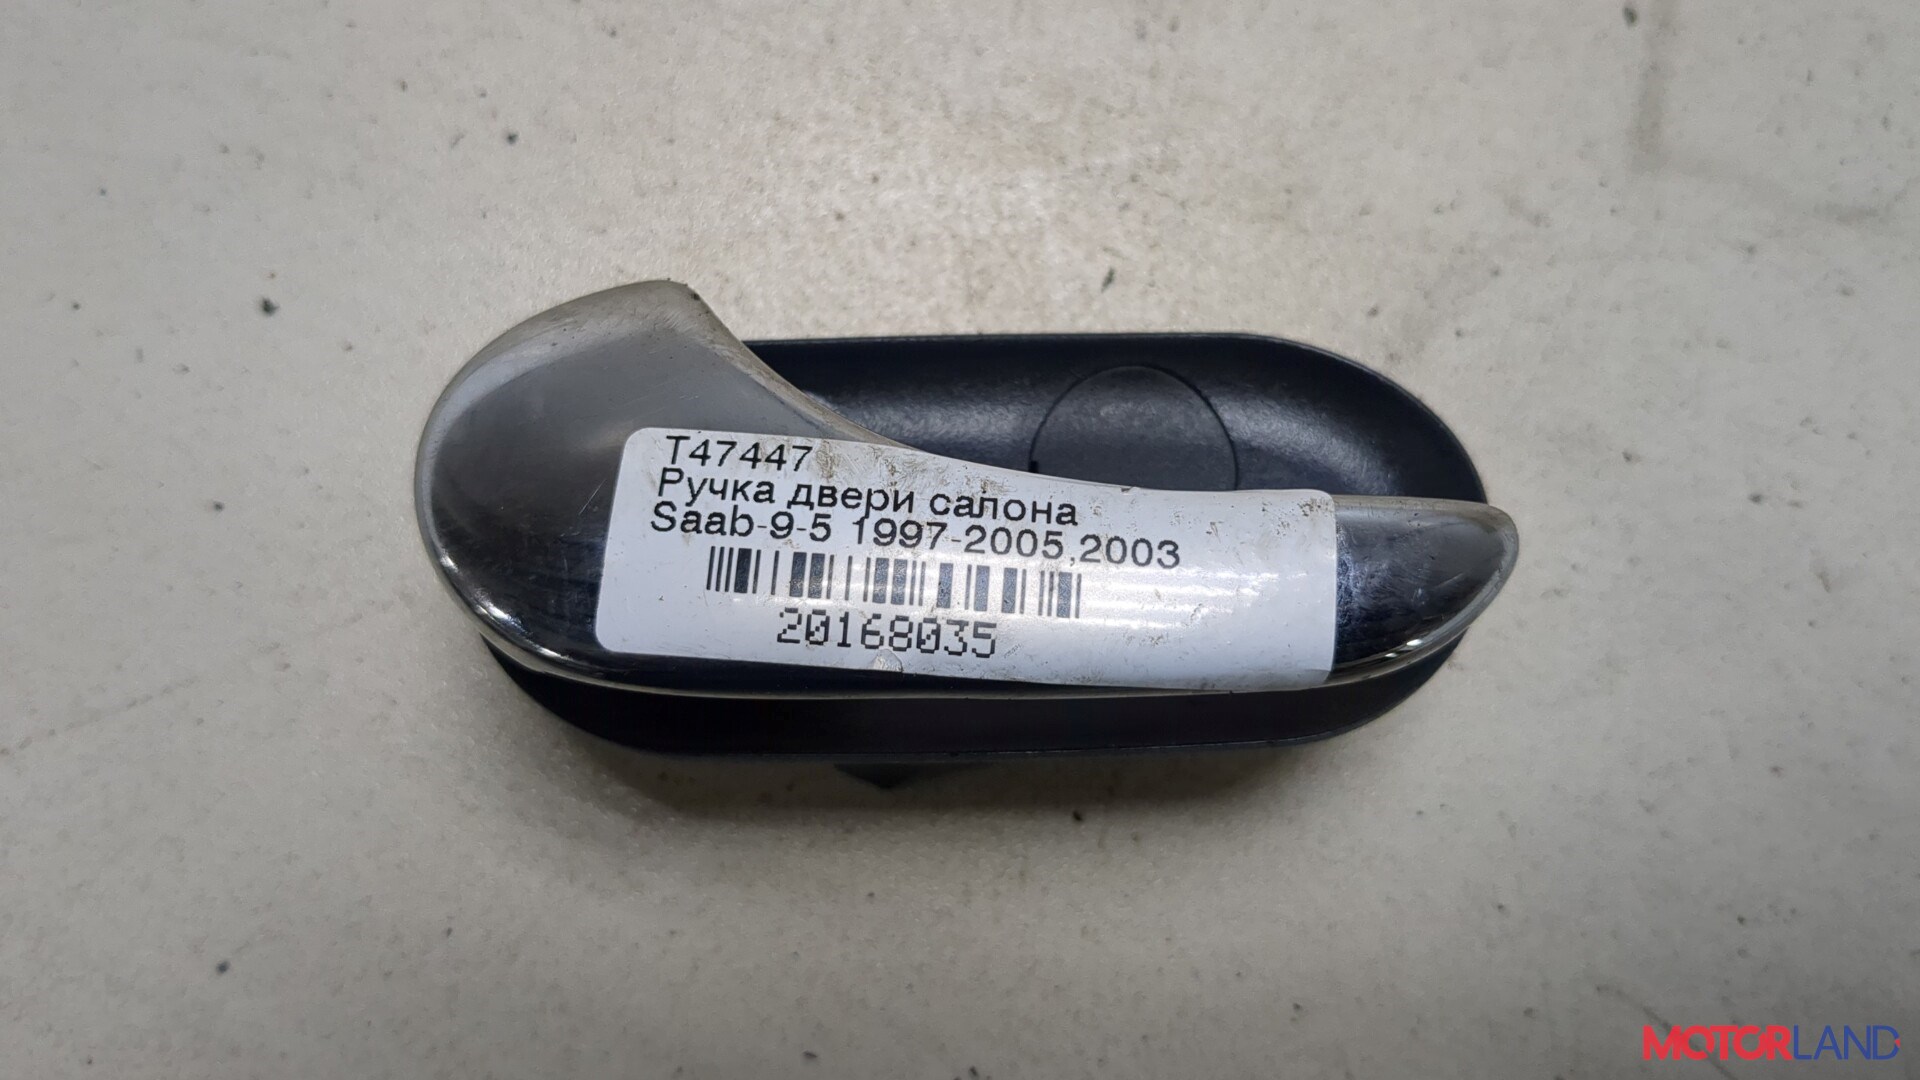 T47447
Ручка двери салона
Saab-9-5 1997-2005,2003
20168035
MOTORLAND